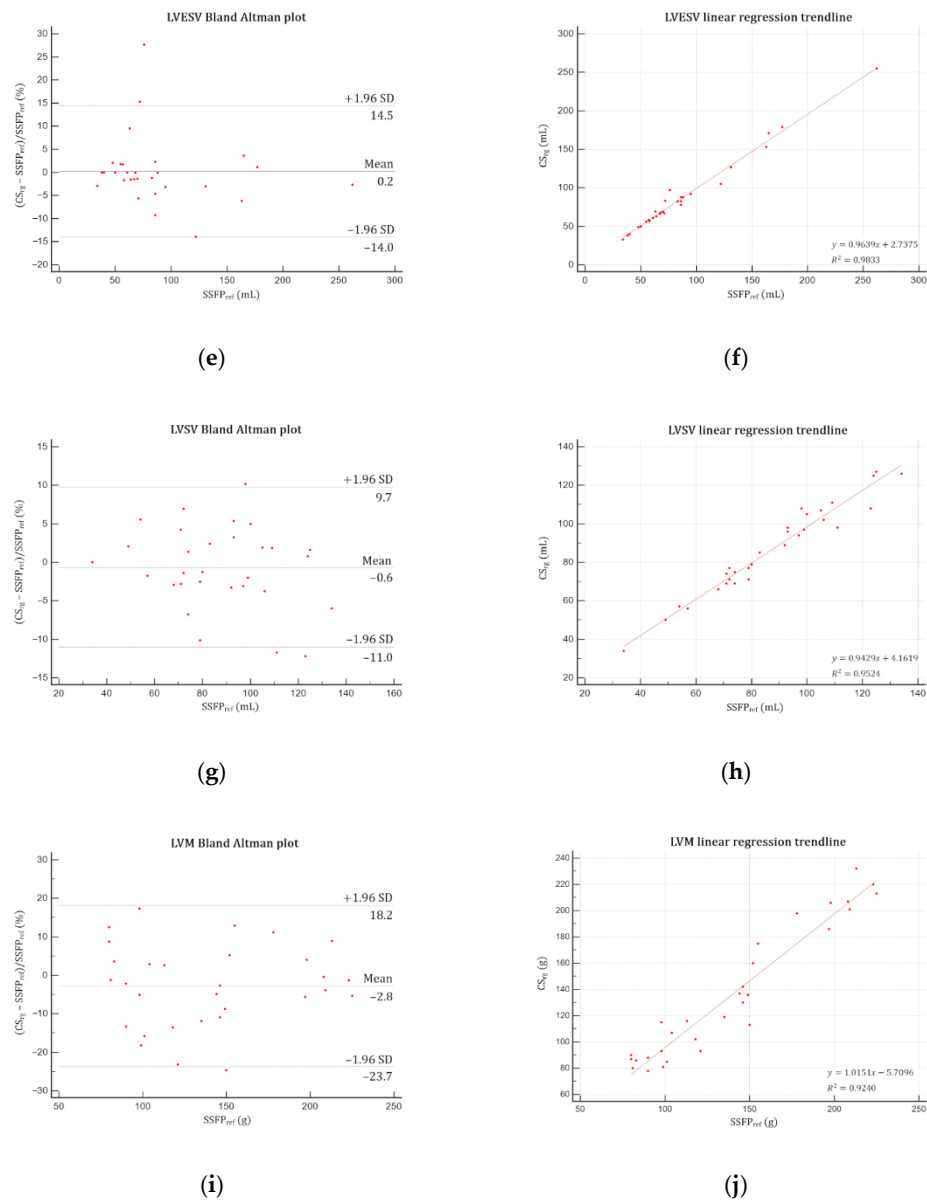 LVESV Bland Altman plot
(CS_rg − SSFP_ref)/SSFP_ref (%)
30
25
20
15
10
5
0
−5
−10
−15
−20
+1.96 SD
14.5
Mean
0.2
−1.96 SD
−14.0
0 50 100 150 200 250 300
SSFP_ref (mL)
(e)
LVESV linear regression trendline
CS_rg (mL)
300
250
200
150
100
50
0
y = 0.9639x + 2.7375
R² = 0.9833
0 50 100 150 200 250 300
SSFP_ref (mL)
(f)
LVSV Bland Altman plot
(CS_rg − SSFP_ref)/SSFP_ref (%)
15
10
5
0
−5
−10
−15
+1.96 SD
9.7
Mean
−0.6
−1.96 SD
−11.0
20 40 60 80 100 120 140 160
SSFP_ref (mL)
(g)
LVSV linear regression trendline
CS_rg (mL)
140
120
100
80
60
40
20
y = 0.9429x + 4.1619
R² = 0.9524
20 40 60 80 100 120 140
SSFP_ref (mL)
(h)
LVM Bland Altman plot
(CS_rg − SSFP_ref)/SSFP_ref (%)
30
20
10
0
−10
−20
−30
+1.96 SD
18.2
Mean
−2.8
−1.96 SD
−23.7
50 100 150 200 250
SSFP_ref (g)
(i)
LVM linear regression trendline
CS_rg (g)
240
220
200
180
160
140
120
100
80
60
y = 1.0151x − 5.7096
R² = 0.9240
50 100 150 200 250
SSFP_ref (g)
(j)